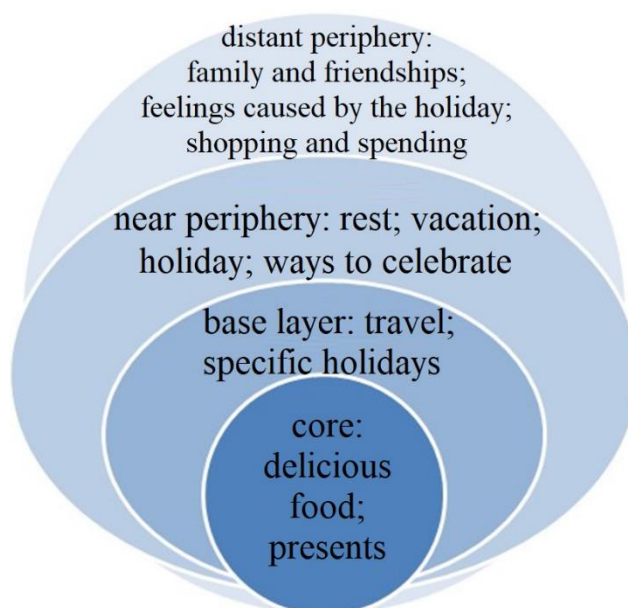 distant periphery:
family and friendships;
feelings caused by the holiday;
shopping and spending
near periphery: rest; vacation;
holiday; ways to celebrate
base layer: travel;
specific holidays
core:
delicious
food;
presents